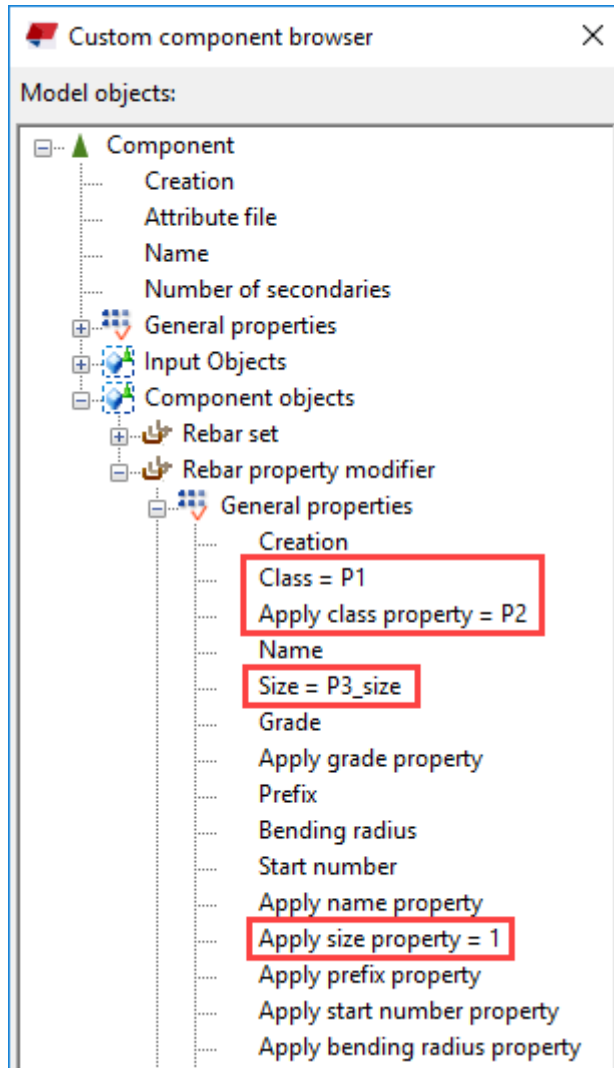 Custom component browser
Model objects:
Component
Creation
Attribute file
Name
Number of secondaries
General properties
Input Objects
Component objects
Rebar set
Rebar property modifier
General properties
Creation
Class = P1
Apply class property = P2
Name
Size = P3_size
Grade
Apply grade property
Prefix
Bending radius
Start number
Apply name property
Apply size property = 1
Apply prefix property
Apply start number property
Apply bending radius property